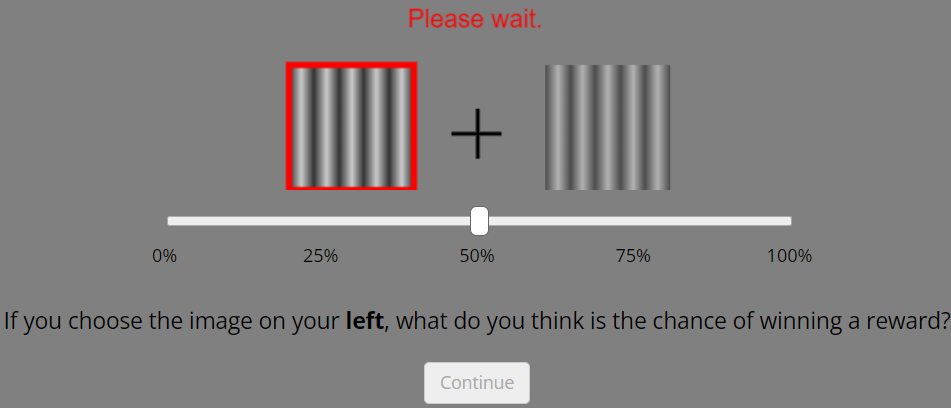 Please wait.
0% 25% 50% 75% 100%
If you choose the image on your left, what do you think is the chance of winning a reward?
Continue